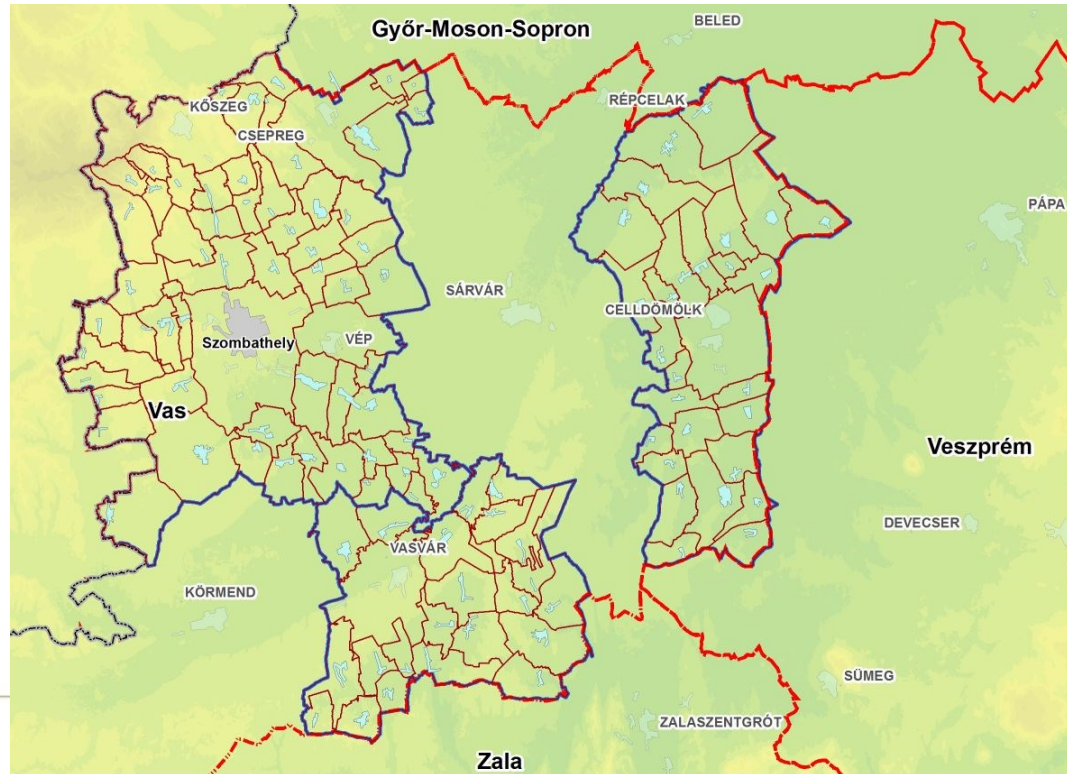 BELED
Győr-Moson-Sopron
KŐSZEG
RÉPCELAK
CSEPREG
PÁPA
SÁRVÁR
CELLDÖMÖLK
Szombathely
VÉP
Vas
Veszprém
DEVECSER
VASVÁR
KÖRMEND
SÜMEG
ZALASZENTGRÓT
Zala